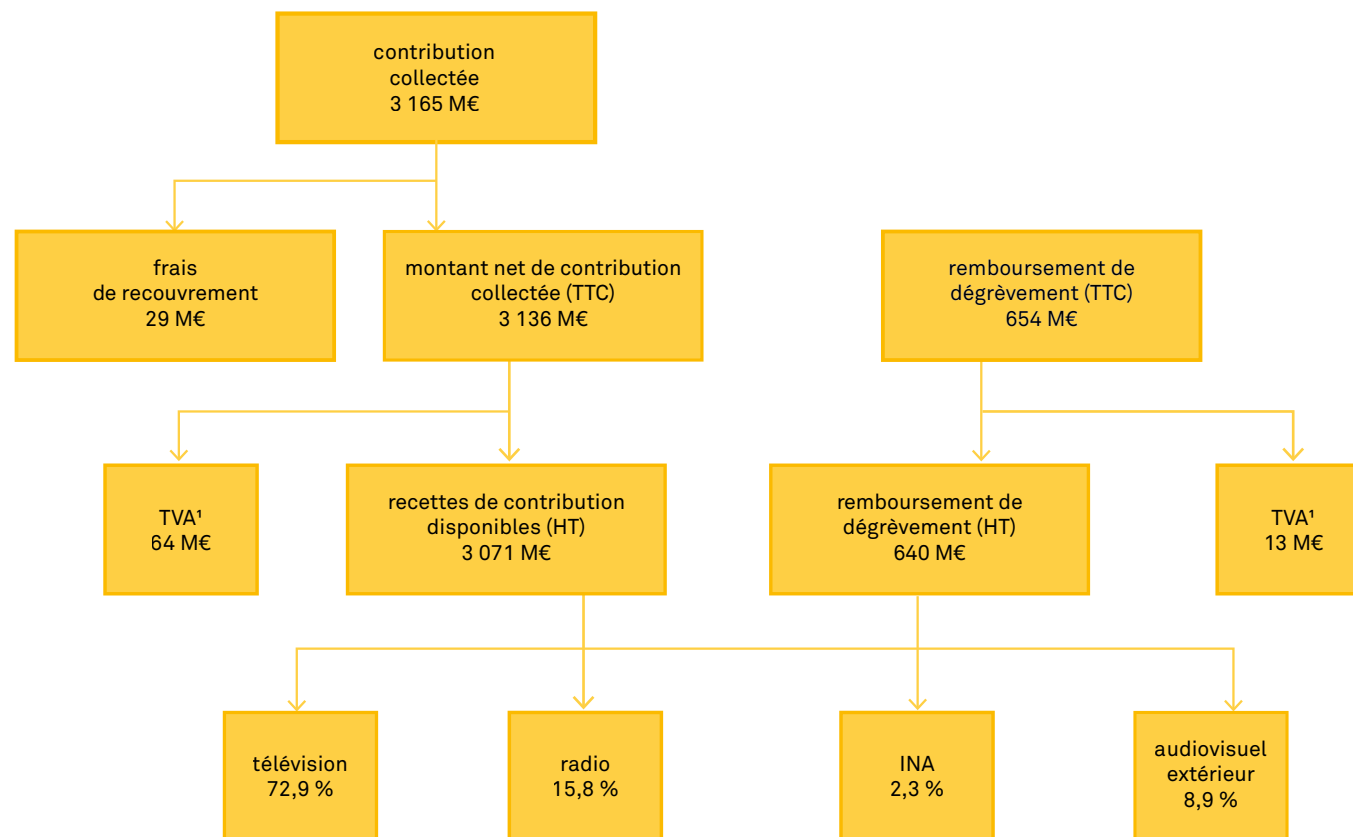 contribution
collectée
3 165 M€
frais
de recouvrement
29 M€
montant net de contribution
collectée (TTC)
3 136 M€
remboursement de
dégrèvement (TTC)
654 M€
TVA¹
64 M€
recettes de contribution
disponibles (HT)
3 071 M€
remboursement de
dégrèvement (HT)
640 M€
TVA¹
13 M€
télévision
72,9 %
radio
15,8 %
INA
2,3 %
audiovisuel
extérieur
8,9 %